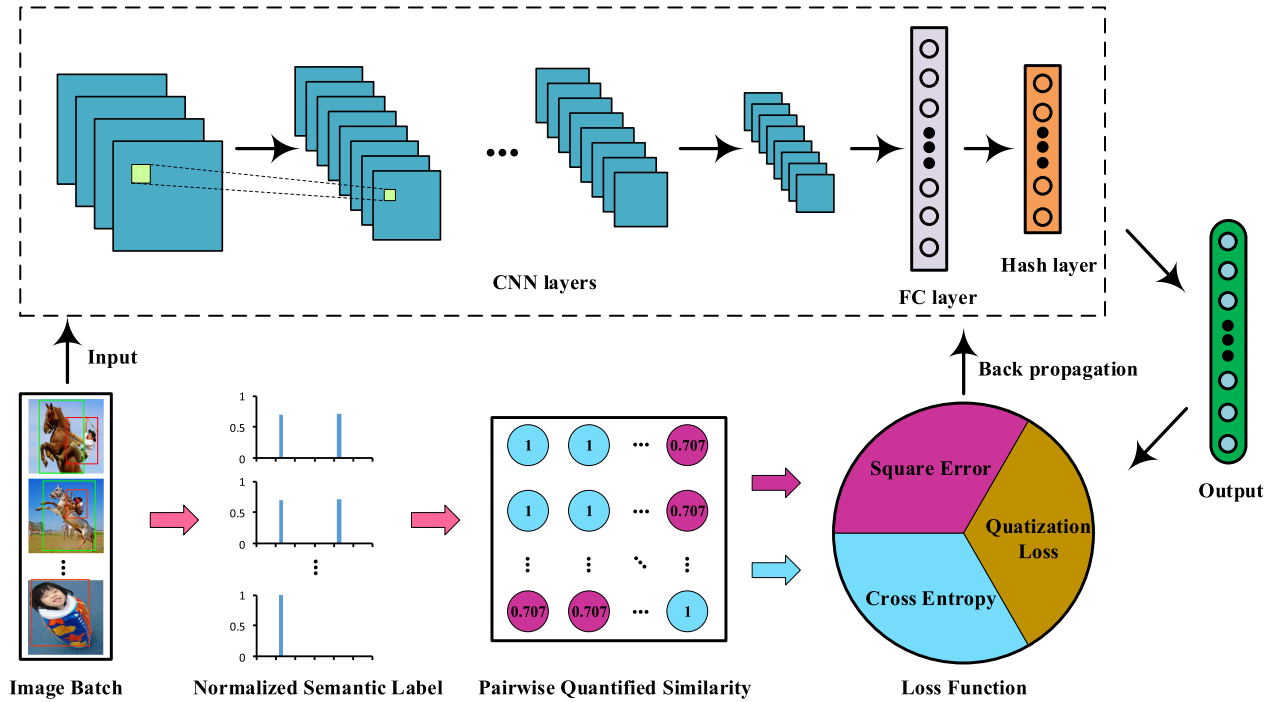 CNN layers
FC layer
Hash layer
Input
Back propagation
Output
1
0.5
0
1
0.5
0
1
0.5
0
1 1 ... 0.707
1 1 ... 0.707
0.707 0.707 ... 1
Square Error
Quatization
Loss
Cross Entropy
Image Batch
Normalized Semantic Label
Pairwise Quantified Similarity
Loss Function